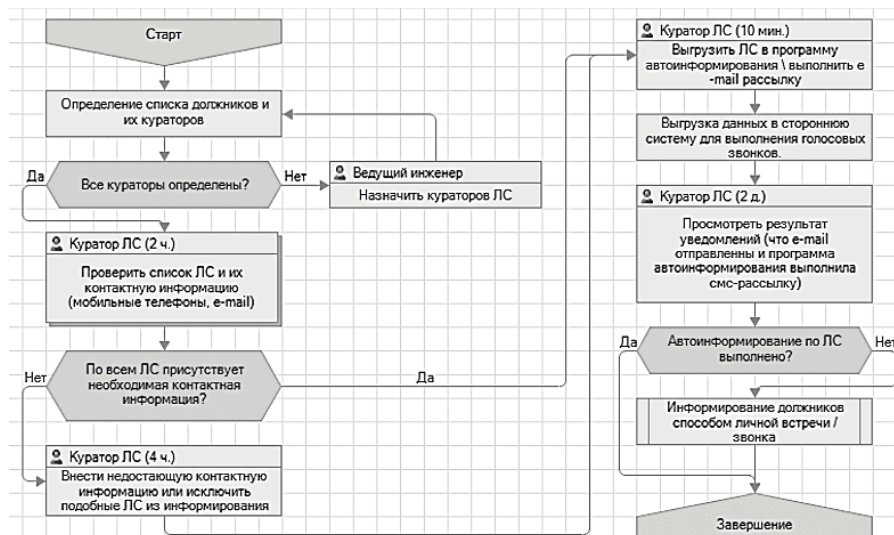 Старт
Определение списка должников и
их кураторов
Все кураторы определены?
Да
Нет
Ведущий инженер
Назначить кураторов ЛС
Куратор ЛС (2 ч.)
Проверить список ЛС и их
контактную информацию
(мобильные телефоны, e-mail)
По всем ЛС присутствует
необходимая контактная
информация?
Нет
Да
Куратор ЛС (4 ч.)
Внести недостающую контактную
информацию или исключить
подобные ЛС из информирования
Куратор ЛС (10 мин.)
Выгрузить ЛС в программу
автоинформирования \ выполнить e
-mail рассылку
Выгрузка данных в стороннюю
систему для выполнения голосовых
звонков.
Куратор ЛС (2 д.)
Просмотреть результат
уведомлений (что e-mail
отправленны и программа
автоинформирования выполнила
смс-рассылку)
Автоинформирование по ЛС
выполнено?
Да
Нет
Информирование должников
способом личной встречи /
звонка
Завершение